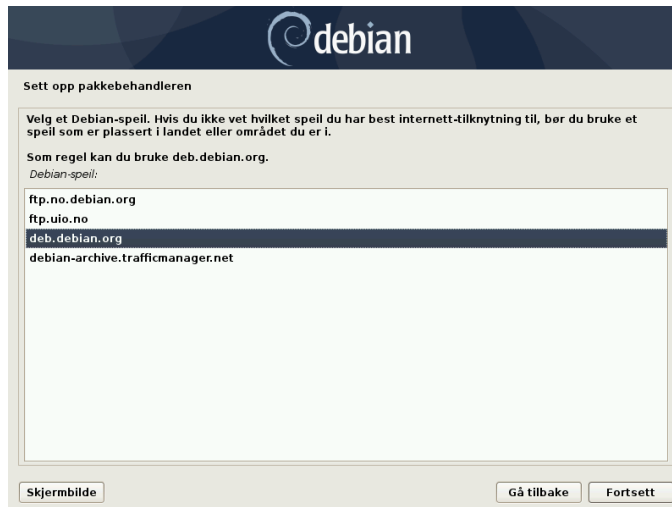 debian
Sett opp pakkebehandleren
Velg et Debian-speil. Hvis du ikke vet hvilket speil du har best internett-tilknytning til, bør du bruke et
speil som er plassert i landet eller området du er i.
Som regel kan du bruke deb.debian.org.
Debian-speil:
ftp.no.debian.org
ftp.uio.no
deb.debian.org
debian-archive.trafficmanager.net
Skjermbilde
Gå tilbake
Fortsett